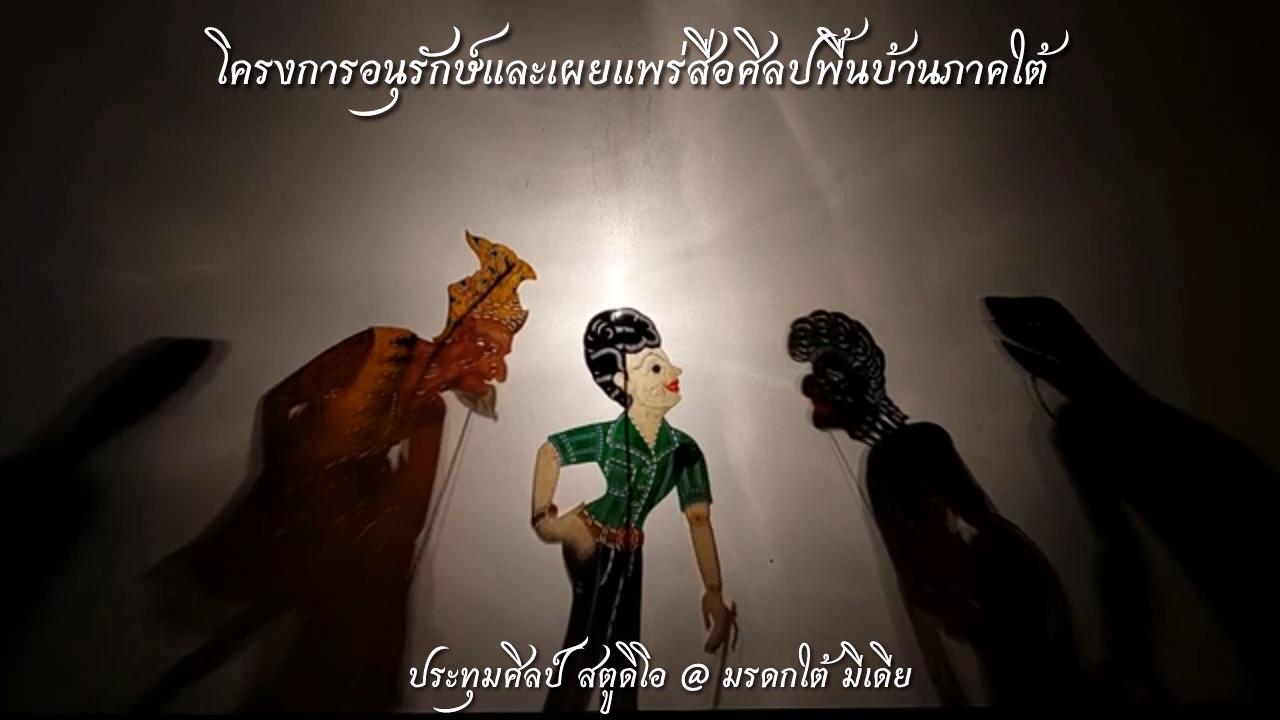 โครงการอนุรักษ์และเผยแพร่สื่อศิลปพื้นบ้านภาคใต้
ประทุมศิลป์ สตูดิโอ @ มรดกใต้ มีเดีย